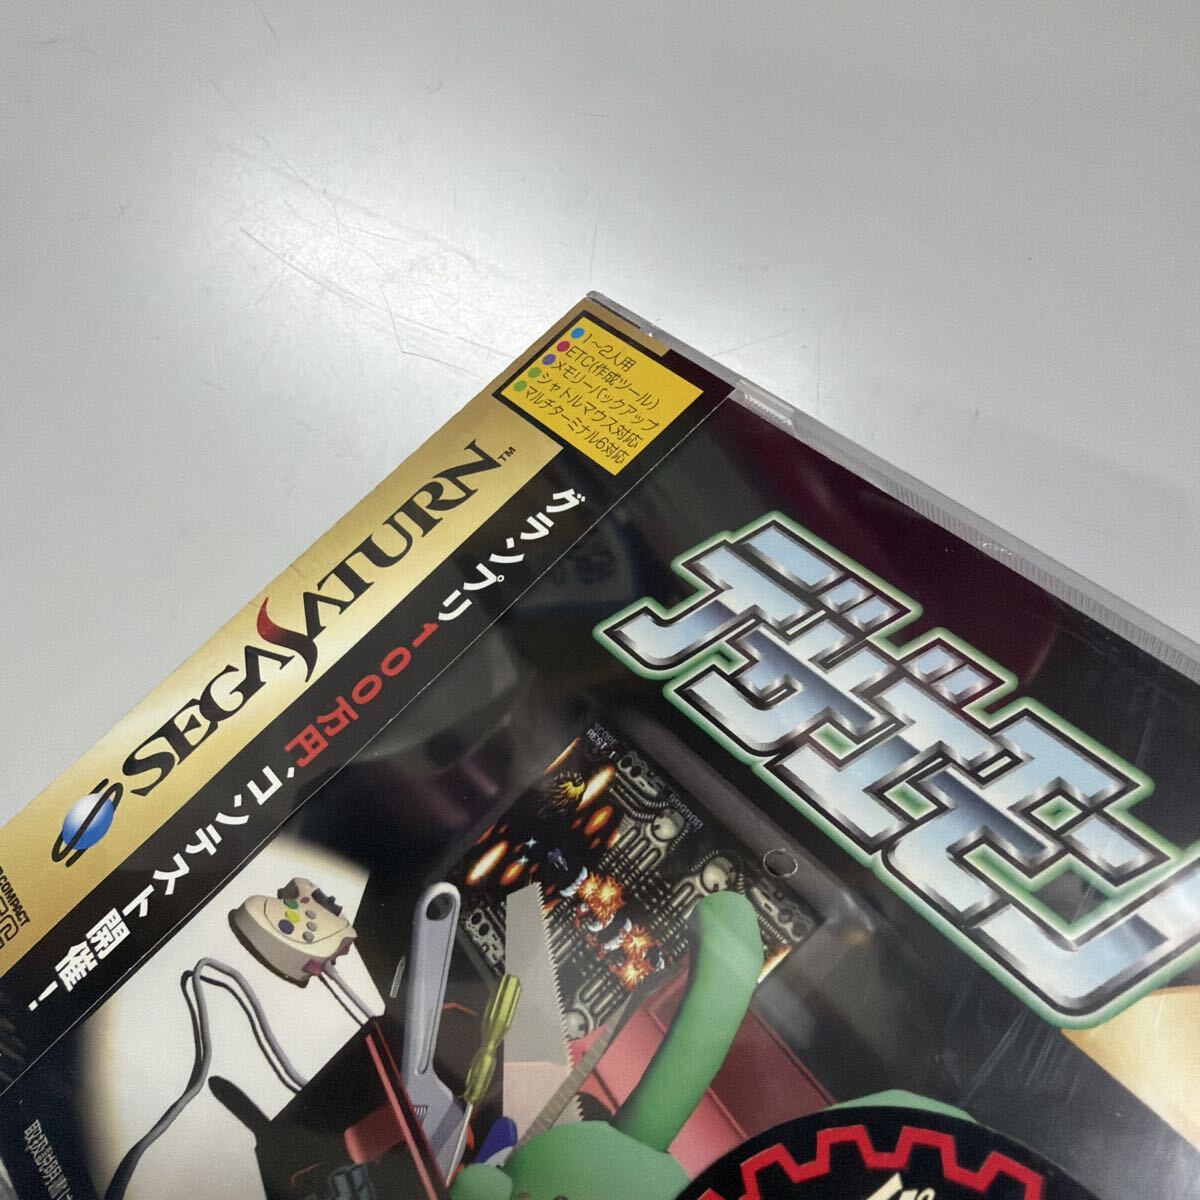 1〜2人用
ETC(作成ツール)
メモリーバックアップ
シャトルマウス対応
マルチターミナル6対応
SEGA SATURN™
グランプリ100万円、コンテスト開催!
デザエモン
COMPACT